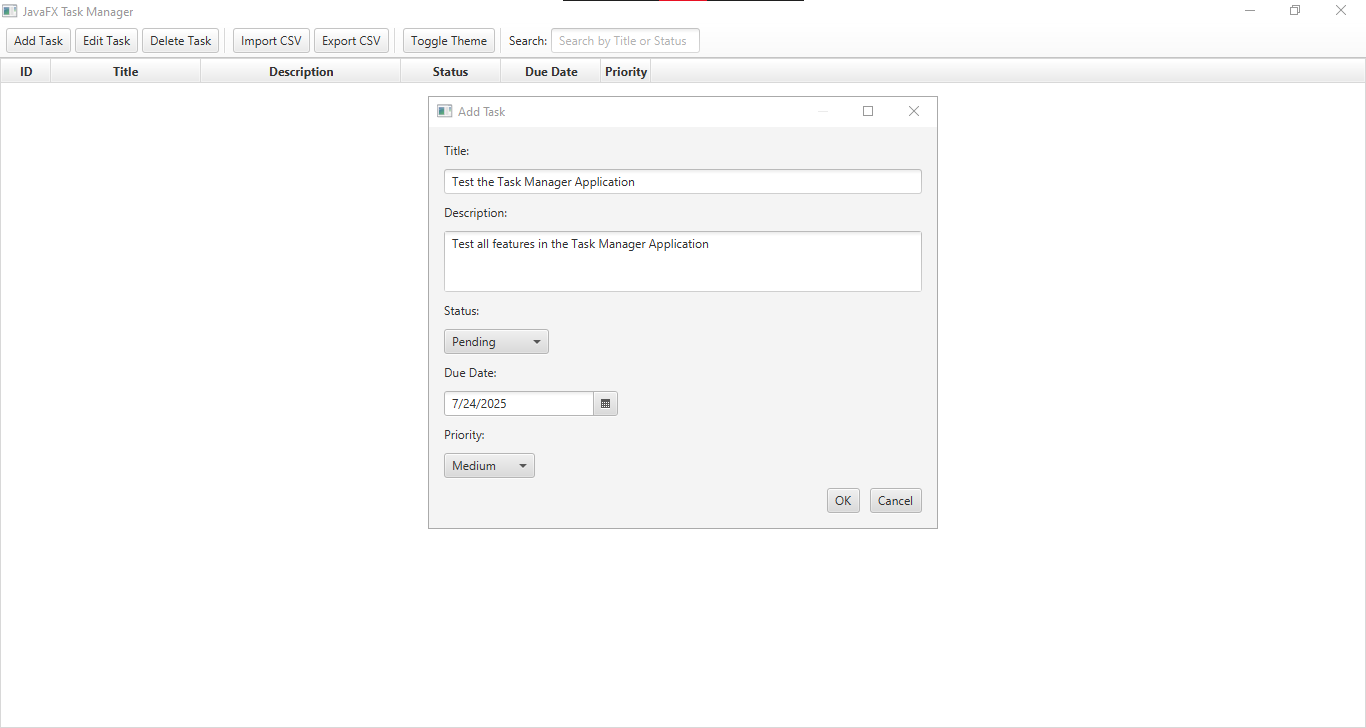 JavaFX Task Manager
Add Task Edit Task Delete Task Import CSV Export CSV Toggle Theme Search: Search by Title or Status
ID Title Description Status Due Date Priority
Add Task
Title:
Test the Task Manager Application
Description:
Test all features in the Task Manager Application
Status:
Pending
Due Date:
7/24/2025
Priority:
Medium
OK Cancel